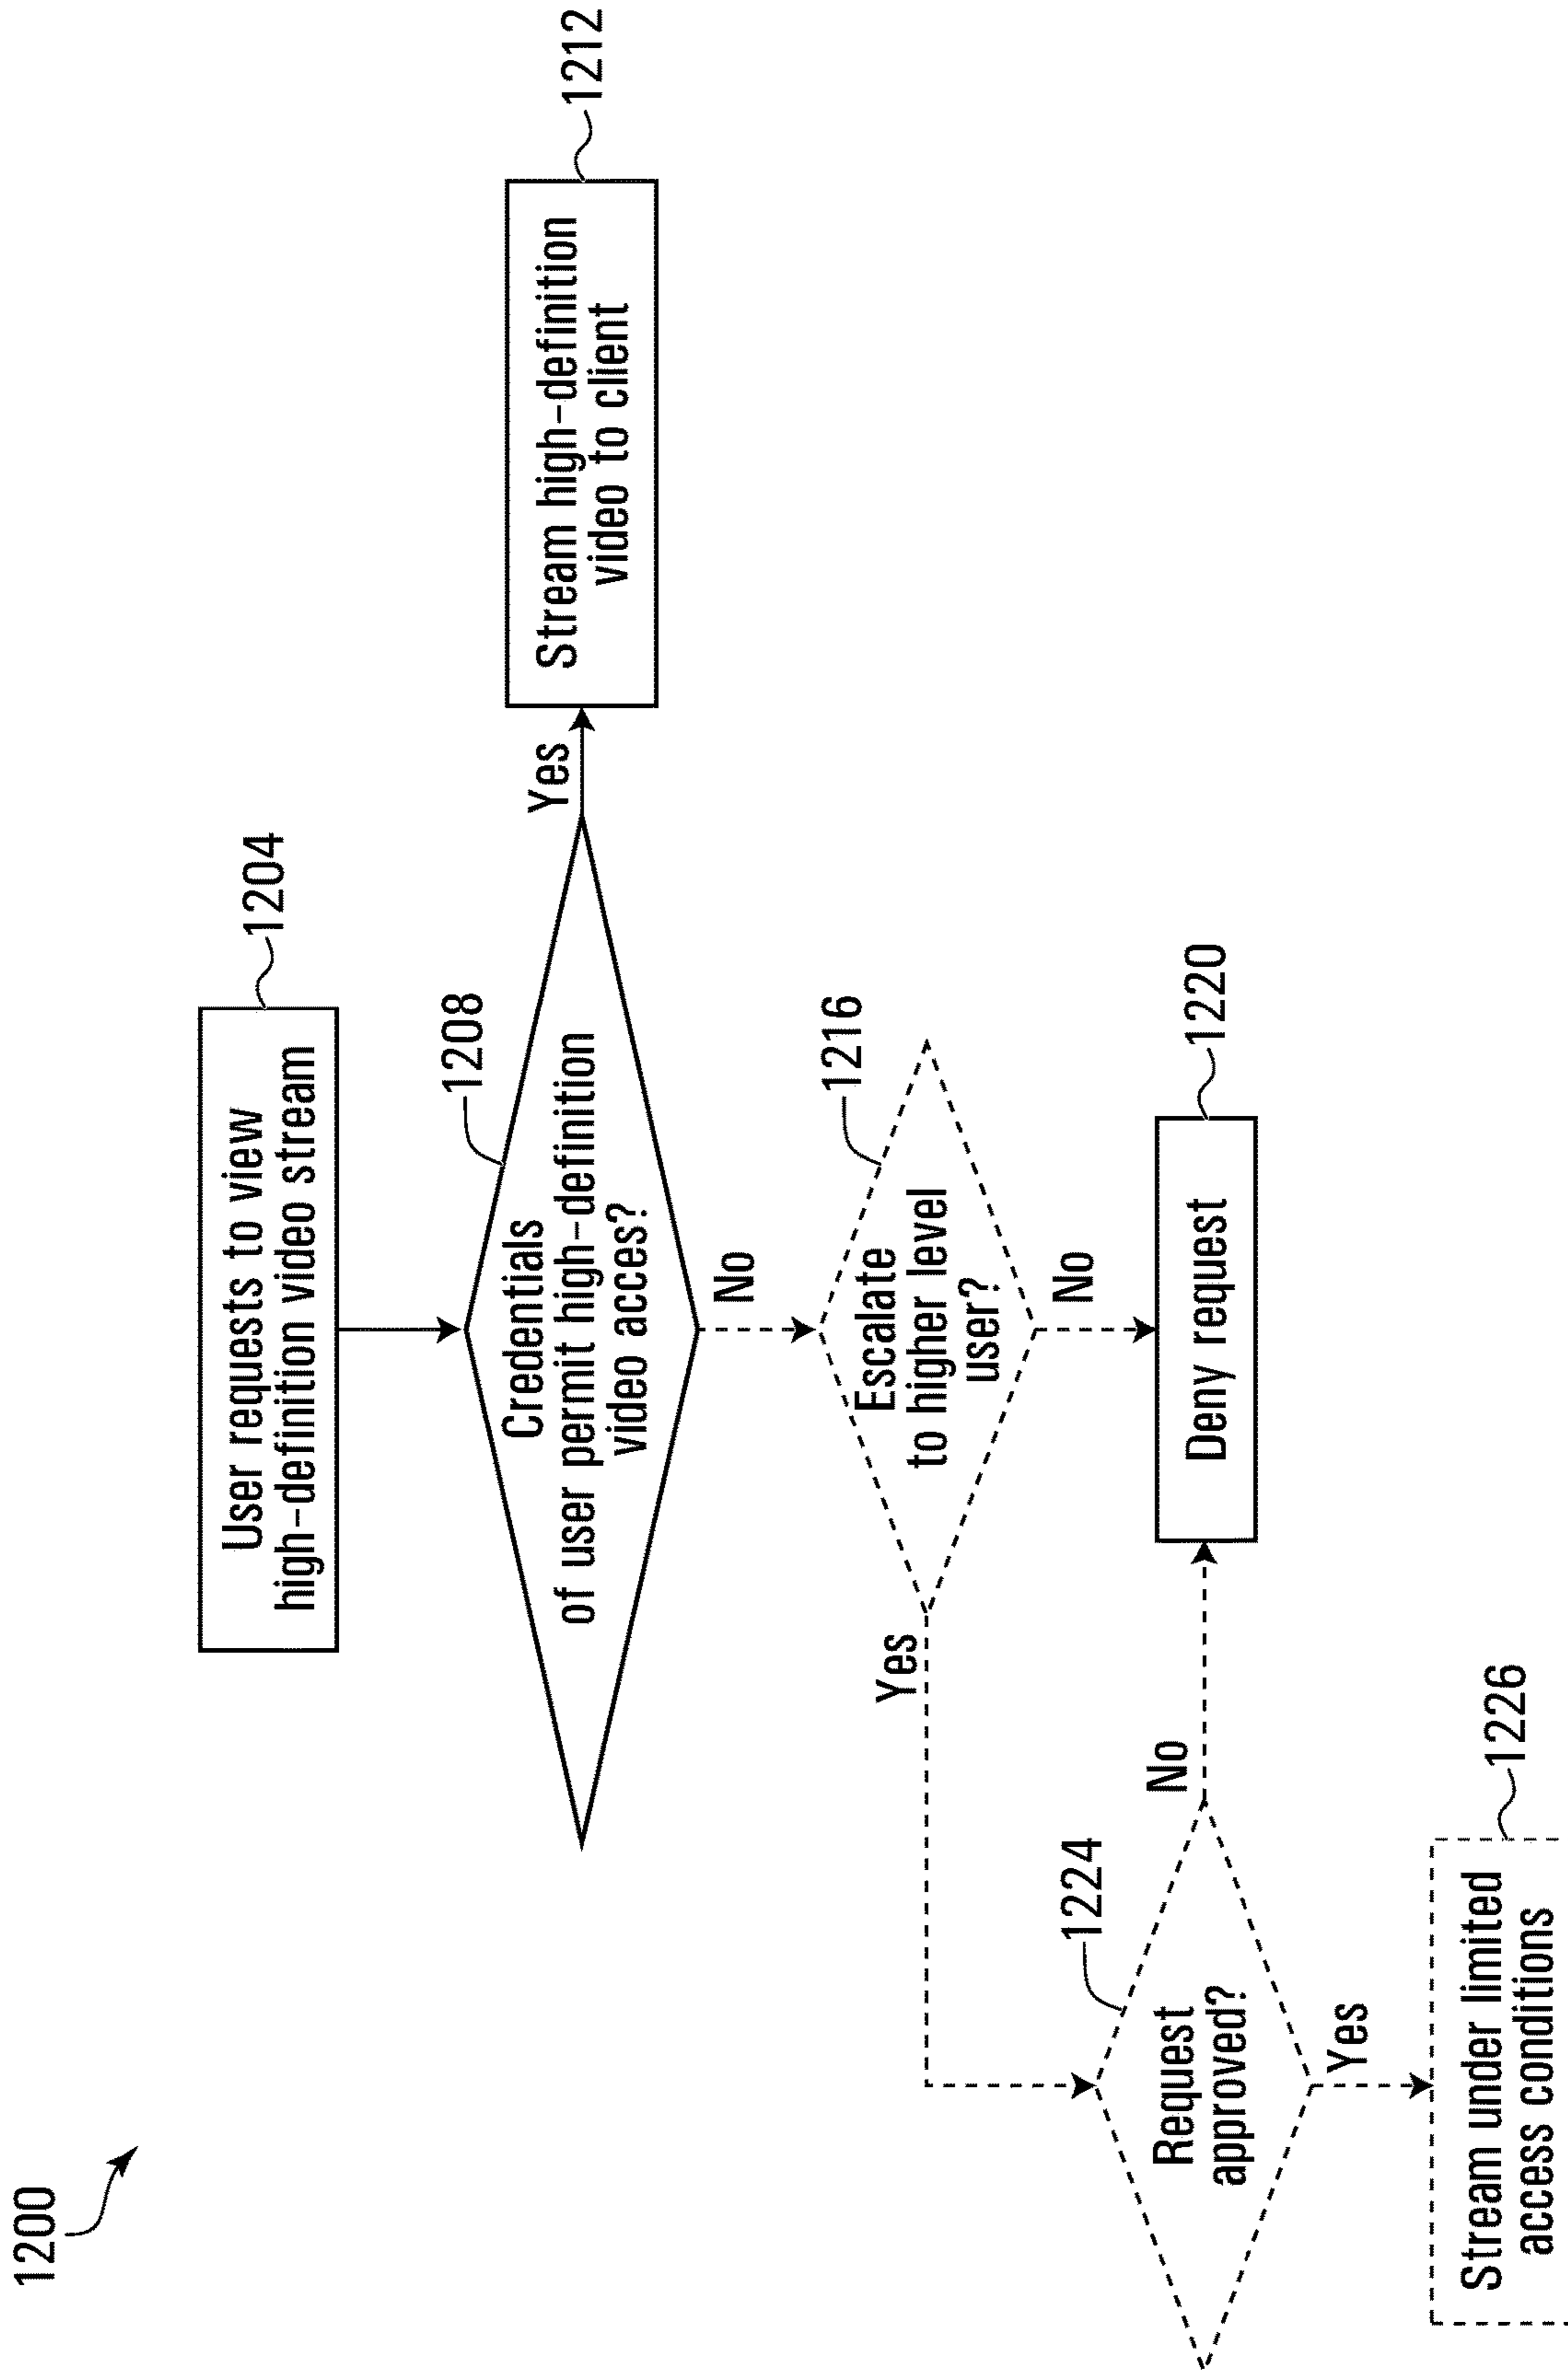 1200
User requests to view
high-definition video stream
1204
Credentials
of user permit high-definition
video acces?
1208
Yes
Stream high-definition
video to client
1212
No
Escalate
to higher level
user?
1216
Yes
No
Deny request
1220
Request
approved?
1224
No
Yes
Stream under limited
access conditions
1226